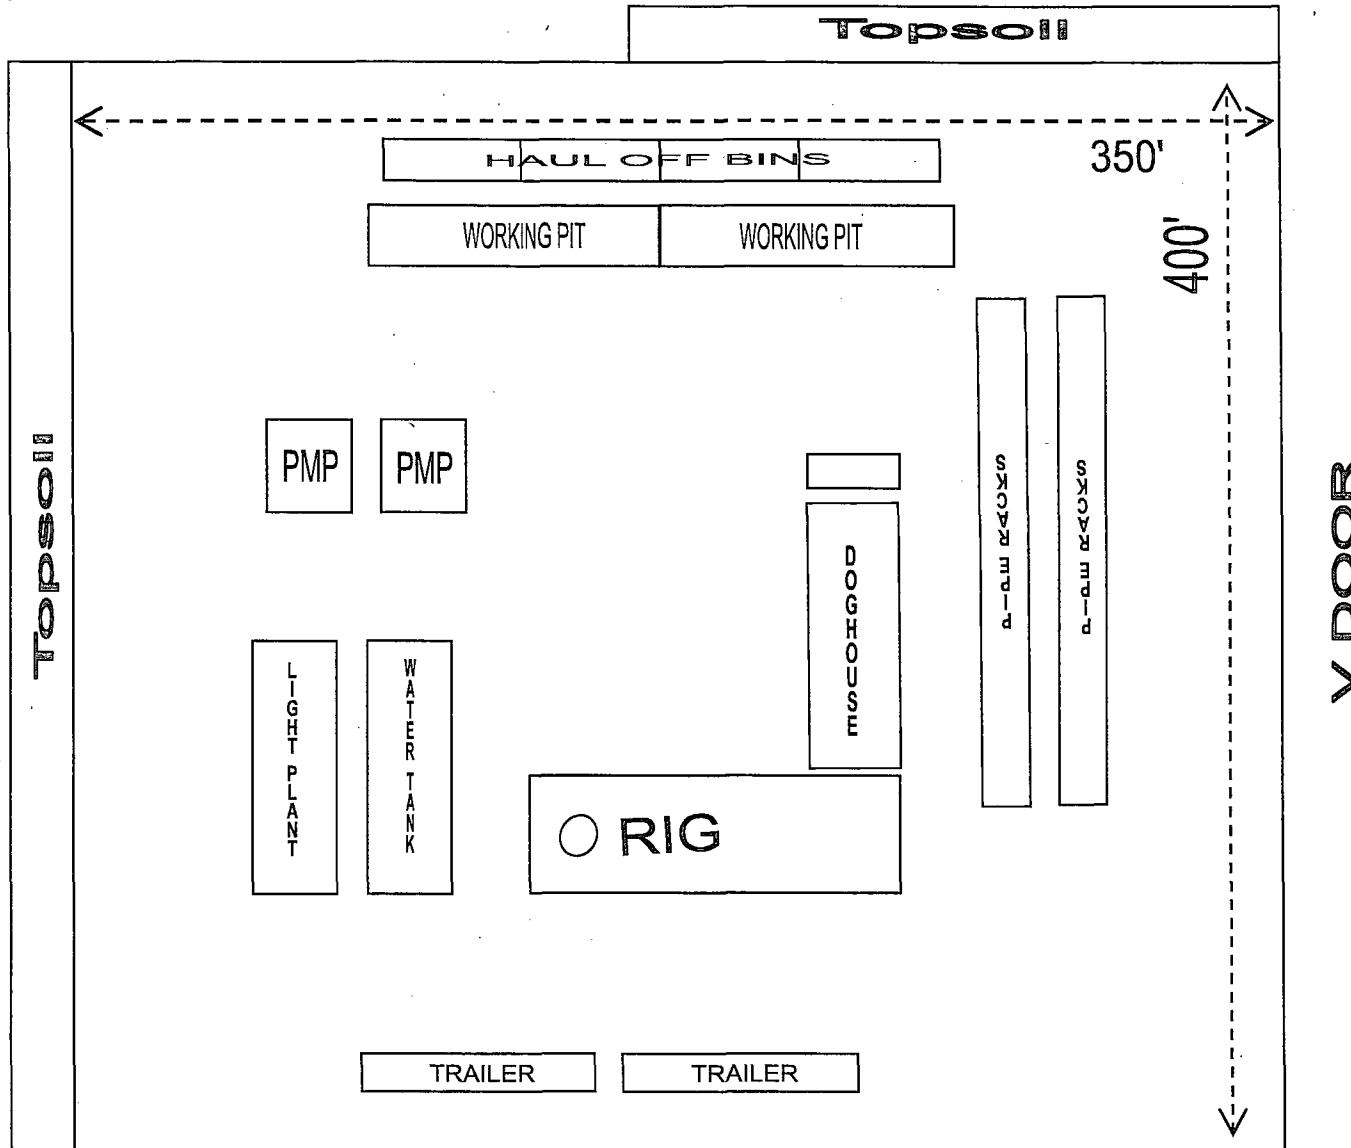 Topsoil
HAUL OFF BINS
350'
WORKING PIT
WORKING PIT
400'
Topsoil
PMP
PMP
PIPE RACKS
PIPE RACKS
DOGHOUSE
LIGHT PLANT
WATER TANK
RIG
TRAILER
TRAILER
V DOOR